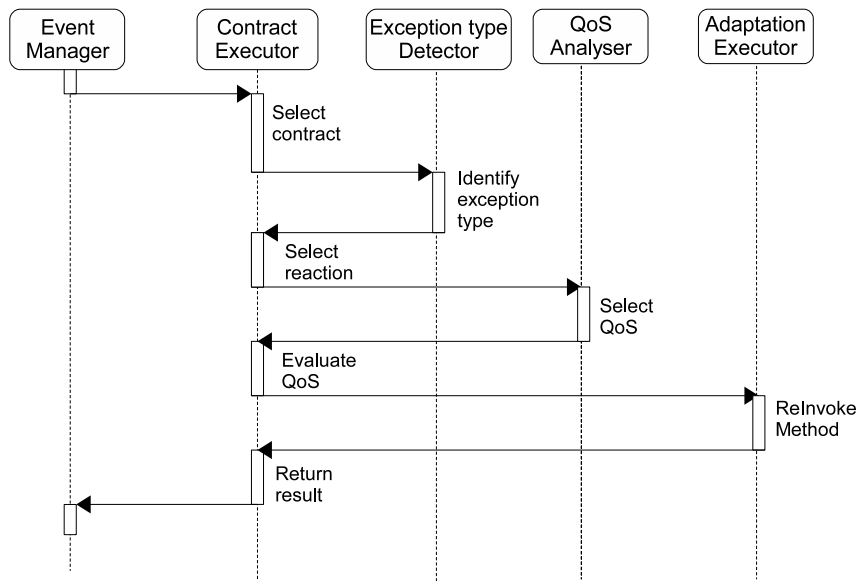 Event
Manager
Contract
Executor
Exception type
Detector
QoS
Analyser
Adaptation
Executor
Select
contract
Identify
exception
type
Select
reaction
Select
QoS
Evaluate
QoS
ReInvoke
Method
Return
result